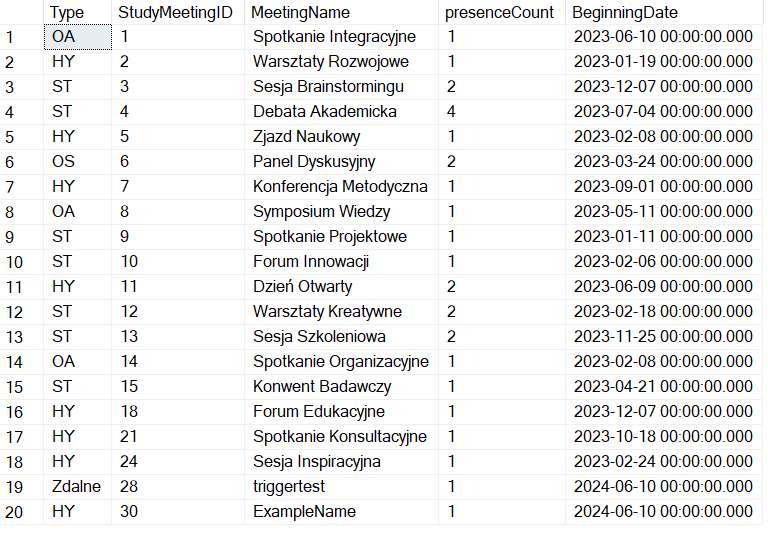 Type StudyMeetingID MeetingName presenceCount BeginningDate
1 OA 1 Spotkanie Integracyjne 1 2023-06-10 00:00:00.000
2 HY 2 Warsztaty Rozwojowe 1 2023-01-19 00:00:00.000
3 ST 3 Sesja Brainstormingu 2 2023-12-07 00:00:00.000
4 ST 4 Debata Akademicka 4 2023-07-04 00:00:00.000
5 HY 5 Zjazd Naukowy 1 2023-02-08 00:00:00.000
6 OS 6 Panel Dyskusyjny 2 2023-03-24 00:00:00.000
7 HY 7 Konferencja Metodyczna 1 2023-09-01 00:00:00.000
8 OA 8 Symposium Wiedzy 1 2023-05-11 00:00:00.000
9 ST 9 Spotkanie Projektowe 1 2023-01-11 00:00:00.000
10 ST 10 Forum Innowacji 1 2023-02-06 00:00:00.000
11 HY 11 Dzień Otwarty 2 2023-06-09 00:00:00.000
12 ST 12 Warsztaty Kreatywne 2 2023-02-18 00:00:00.000
13 ST 13 Sesja Szkoleniowa 2 2023-11-25 00:00:00.000
14 OA 14 Spotkanie Organizacyjne 1 2023-02-08 00:00:00.000
15 ST 15 Konwent Badawczy 1 2023-04-21 00:00:00.000
16 HY 18 Forum Edukacyjne 1 2023-12-07 00:00:00.000
17 HY 21 Spotkanie Konsultacyjne 1 2023-10-18 00:00:00.000
18 HY 24 Sesja Inspiracyjna 1 2023-02-24 00:00:00.000
19 Zdalne 28 triggertest 1 2024-06-10 00:00:00.000
20 HY 30 ExampleName 1 2024-06-10 00:00:00.000